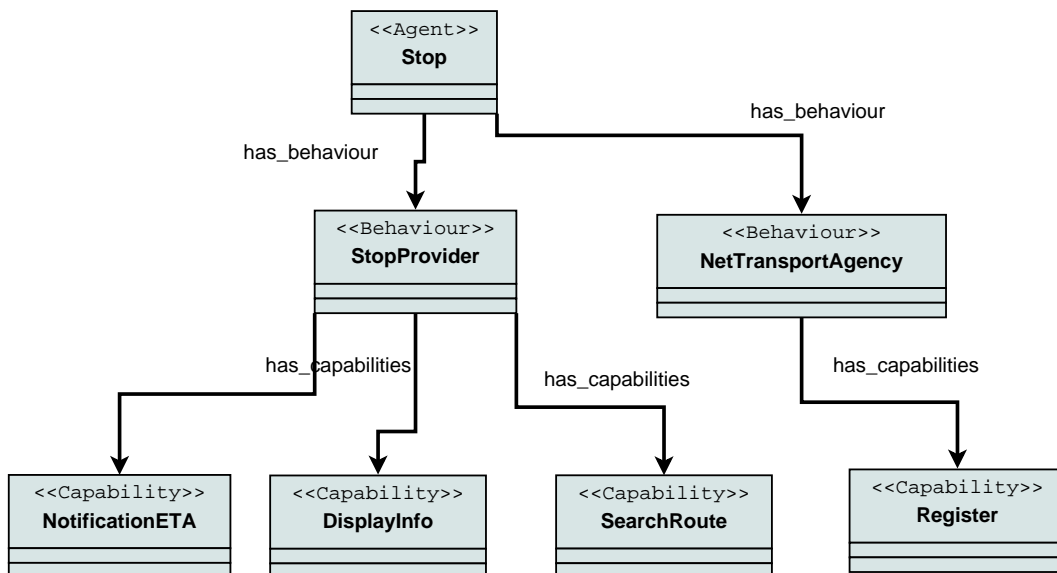 <<Agent>>
Stop
has_behaviour
has_behaviour
<<Behaviour>>
StopProvider
<<Behaviour>>
NetTransportAgency
has_capabilities
has_capabilities
has_capabilities
<<Capability>>
NotificationETA
<<Capability>>
DisplayInfo
<<Capability>>
SearchRoute
<<Capability>>
Register